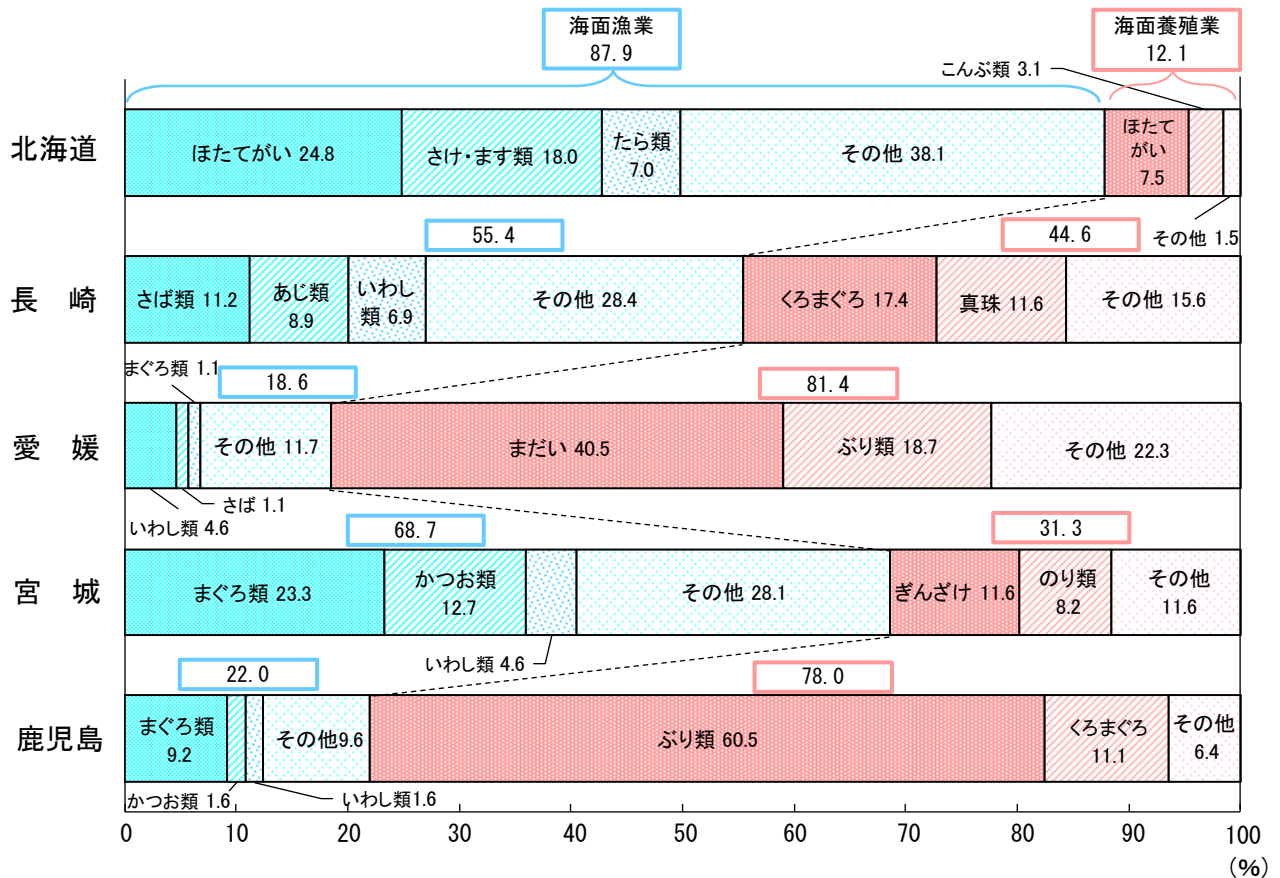 海面漁業
87.9
海面養殖業
12.1
こんぶ類 3.1
北海道
ほたてがい 24.8
さけ・ます類 18.0
たら類
7.0
その他 38.1
ほたて
がい
7.5
その他 1.5
55.4
44.6
長 崎
さば類 11.2
あじ類
8.9
いわし
類 6.9
その他 28.4
くろまぐろ 17.4
真珠 11.6
その他 15.6
まぐろ類 1.1
18.6
81.4
愛 媛
その他 11.7
まだい 40.5
ぶり類 18.7
その他 22.3
いわし類 4.6
さば 1.1
68.7
31.3
宮 城
まぐろ類 23.3
かつお類
12.7
その他 28.1
ぎんざけ 11.6
のり類
8.2
その他
11.6
いわし類 4.6
22.0
78.0
鹿児島
まぐろ類
9.2
その他9.6
ぶり類 60.5
くろまぐろ
11.1
その他
6.4
かつお類 1.6
いわし類1.6
0 10 20 30 40 50 60 70 80 90 100
(%)